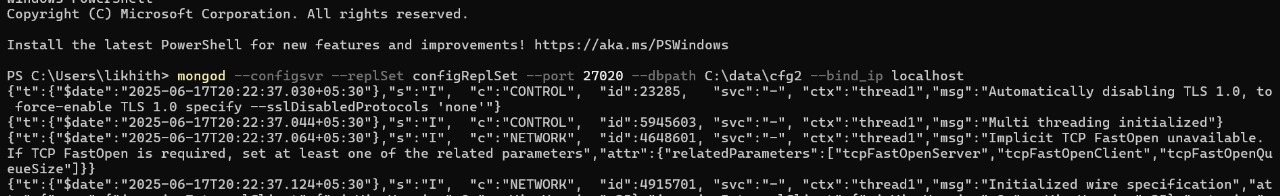 Windows PowerShell
Copyright (C) Microsoft Corporation. All rights reserved.
Install the latest PowerShell for new features and improvements! https://aka.ms/PSWindows
PS C:\Users\likhith> mongod --configsvr --replSet configReplSet --port 27020 --dbpath C:\data\cfg2 --bind_ip localhost
{"t":{"$date":"2025-06-17T20:22:37.030+05:30"},"s":"I",  "c":"CONTROL",  "id":23285,   "svc":"-", "ctx":"thread1","msg":"Automatically disabling TLS 1.0, to
 force-enable TLS 1.0 specify --sslDisabledProtocols 'none'"}
{"t":{"$date":"2025-06-17T20:22:37.044+05:30"},"s":"I",  "c":"CONTROL",  "id":5945603, "svc":"-", "ctx":"thread1","msg":"Multi threading initialized"}
{"t":{"$date":"2025-06-17T20:22:37.064+05:30"},"s":"I",  "c":"NETWORK",  "id":4648601, "svc":"-", "ctx":"thread1","msg":"Implicit TCP FastOpen unavailable.
If TCP FastOpen is required, set at least one of the related parameters","attr":{"relatedParameters":["tcpFastOpenServer","tcpFastOpenClient","tcpFastOpenQu
eueSize"]}}
{"t":{"$date":"2025-06-17T20:22:37.124+05:30"},"s":"I",  "c":"NETWORK",  "id":4915701, "svc":"-", "ctx":"thread1","msg":"Initialized wire specification","at